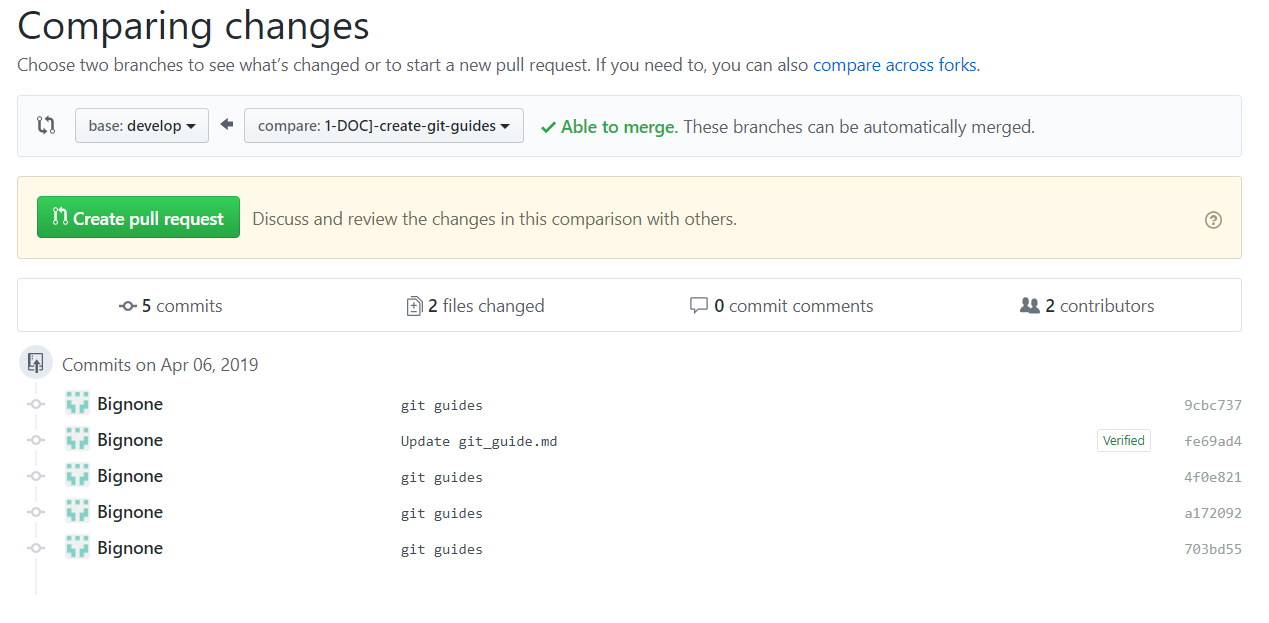 Comparing changes
Choose two branches to see what's changed or to start a new pull request. If you need to, you can also compare across forks.
base: develop compare: 1-DOC]-create-git-guides Able to merge. These branches can be automatically merged.
Create pull request Discuss and review the changes in this comparison with others.
5 commits 2 files changed 0 commit comments 2 contributors
Commits on Apr 06, 2019
Bignone git guides 9cbc737
Bignone Update git_guide.md Verified fe69ad4
Bignone git guides 4f0e821
Bignone git guides a172092
Bignone git guides 703bd55